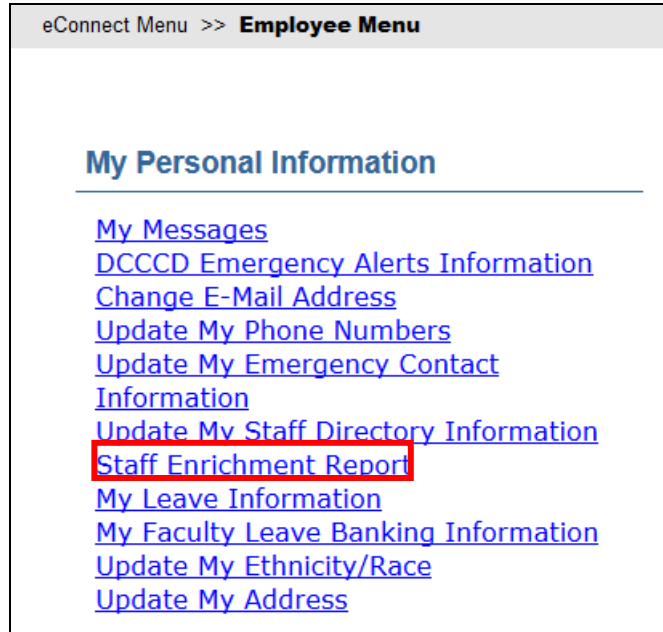 eConnect Menu >> Employee Menu
My Personal Information
My Messages
DCCCD Emergency Alerts Information
Change E-Mail Address
Update My Phone Numbers
Update My Emergency Contact
Information
Update My Staff Directory Information
Staff Enrichment Report
My Leave Information
My Faculty Leave Banking Information
Update My Ethnicity/Race
Update My Address